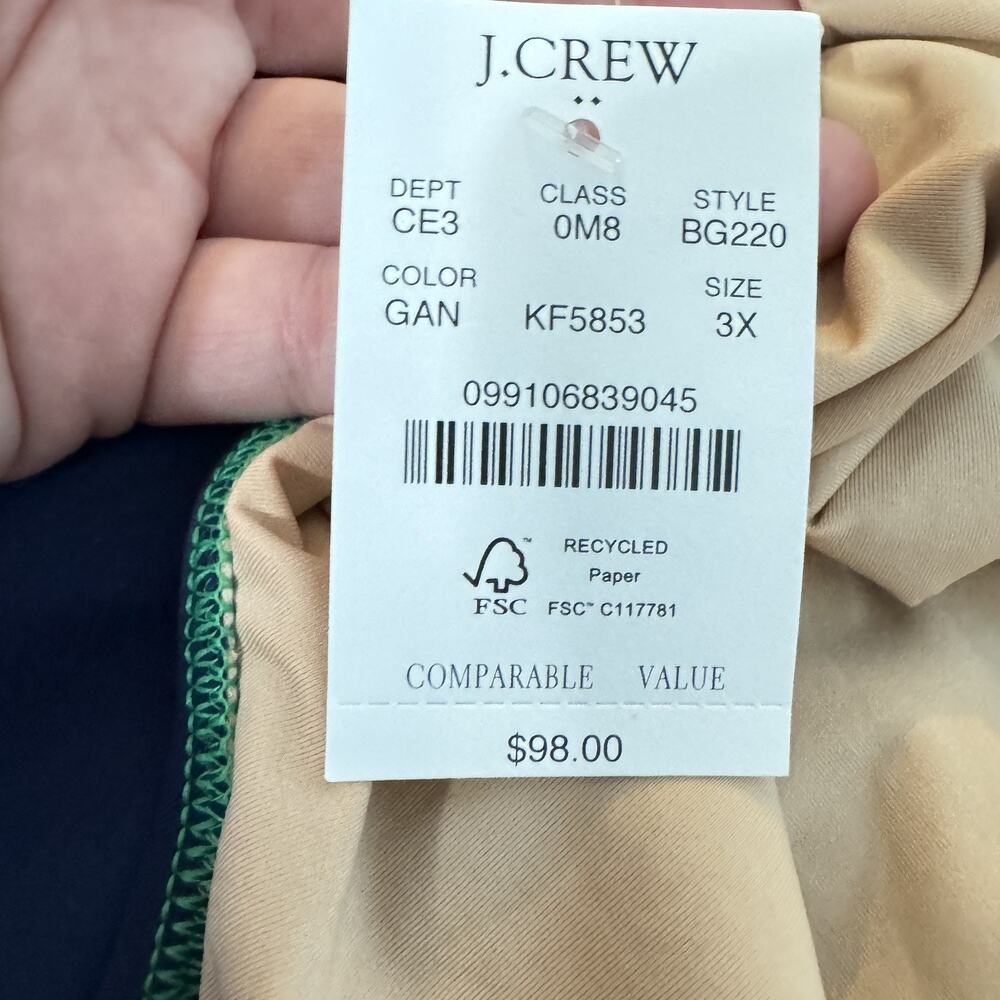 J.CREW
DEPT CLASS STYLE
CE3 0M8 BG220
COLOR SIZE
GAN KF5853 3X
099106839045
RECYCLED
Paper
FSC™ FSC™ C117781
COMPARABLE VALUE
$98.00